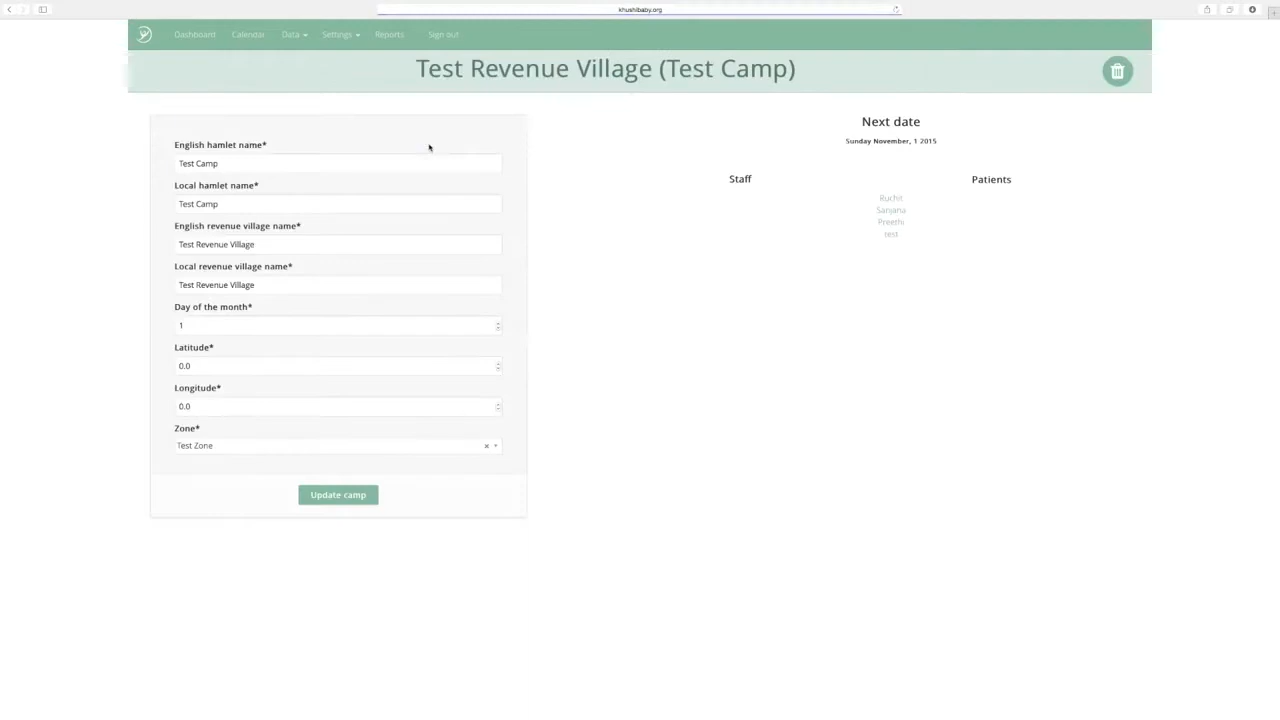 khushibaby.org
Dashboard Calendar Data Settings Reports Sign out
Test Revenue Village (Test Camp)
English hamlet name*
Test Camp
Local hamlet name*
Test Camp
English revenue village name*
Test Revenue Village
Local revenue village name*
Test Revenue Village
Day of the month*
1
Latitude*
0.0
Longitude*
0.0
Zone*
Test Zone
Update camp
Next date
Sunday November, 1 2015
Staff Patients
Ruchit
Sanjana
Preethi
test